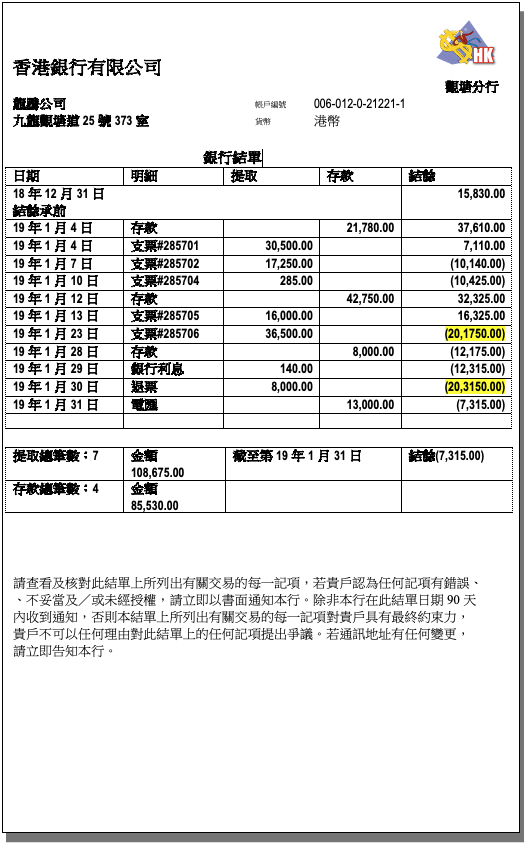 HK
香港銀行有限公司
觀塘分行
龍騰公司 帳戶編號 006-012-0-21221-1
九龍觀塘道 25 號 373 室 貨幣 港幣
銀行結單
日期 明細 提取 存款 結餘
18 年 12 月 31 日 15,830.00
結餘承前
19 年 1 月 4 日 存款 21,780.00 37,610.00
19 年 1 月 4 日 支票#285701 30,500.00 7,110.00
19 年 1 月 7 日 支票#285702 17,250.00 (10,140.00)
19 年 1 月 10 日 支票#285704 285.00 (10,425.00)
19 年 1 月 12 日 存款 42,750.00 32,325.00
19 年 1 月 13 日 支票#285705 16,000.00 16,325.00
19 年 1 月 23 日 支票#285706 36,500.00 (20,1750.00)
19 年 1 月 28 日 存款 8,000.00 (12,175.00)
19 年 1 月 29 日 銀行利息 140.00 (12,315.00)
19 年 1 月 30 日 退票 8,000.00 (20,3150.00)
19 年 1 月 31 日 電匯 13,000.00 (7,315.00)
提取總筆數：7 金額 截至第 19 年 1 月 31 日 結餘(7,315.00)
108,675.00
存款總筆數：4 金額
85,530.00
請查看及核對此結單上所列出有關交易的每一記項，若貴戶認為任何記項有錯誤、
、不妥當及／或未經授權，請立即以書面通知本行。除非本行在此結單日期 90 天
內收到通知，否則本結單上所列出有關交易的每一記項對貴戶具有最終約束力，
貴戶不可以任何理由對此結單上的任何記項提出爭議。若通訊地址有任何變更，
請立即告知本行。